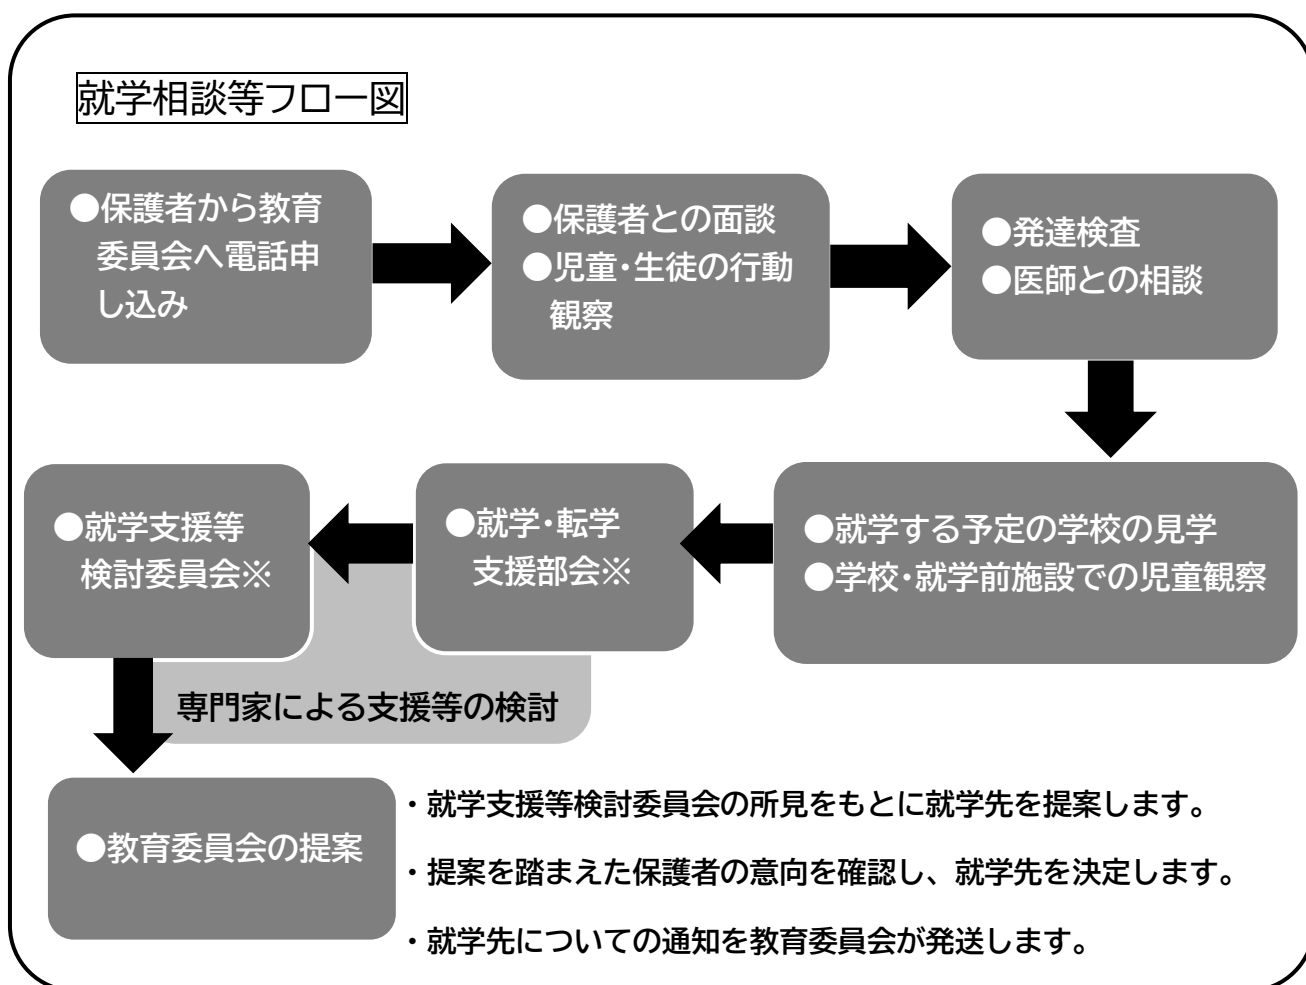 就学相談等フロー図
●保護者から教育
委員会へ電話申
し込み
●保護者との面談
●児童・生徒の行動
観察
●発達検査
●医師との相談
●就学する予定の学校の見学
●学校・就学前施設での児童観察
●就学・転学
支援部会※
●就学支援等
検討委員会※
専門家による支援等の検討
●教育委員会の提案
・就学支援等検討委員会の所見をもとに就学先を提案します。
・提案を踏まえた保護者の意向を確認し、就学先を決定します。
・就学先についての通知を教育委員会が発送します。